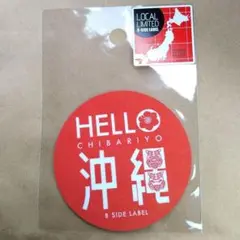 LOCAL
LIMITED
B-SIDE LABEL
HELLO
CHIBARIYO
沖縄
B SIDE LABEL